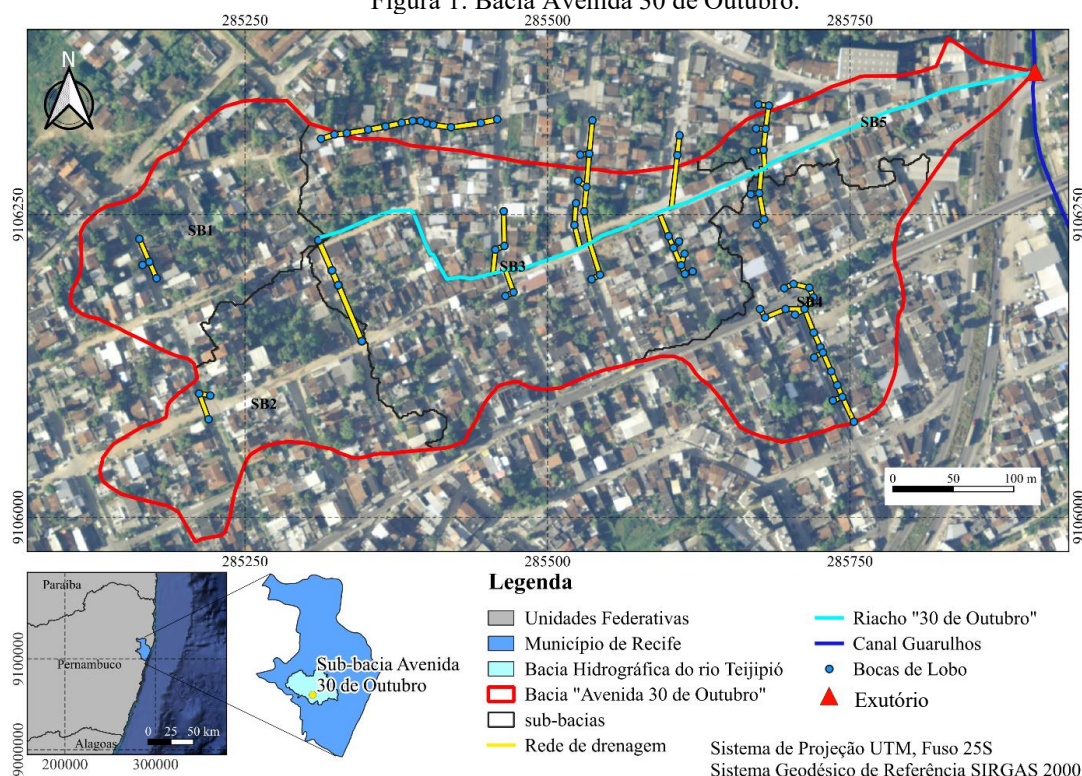 Figura 1. Bacia Avenida 30 de Outubro.
285250 285500 285750
N
SB5
9106250 9106250
SB1
SB3
SB4
SB2
0 50 100 m
9106000 9106000
285250 285500 285750
Legenda
Paraíba
Unidades Federativas
Riacho "30 de Outubro"
Município de Recife
Canal Guarulhos
9100000
Pernambuco
Sub-bacia Avenida
30 de Outubro
Bacia Hidrográfica do rio Teijipió
Bocas de Lobo
Bacia "Avenida 30 de Outubro"
Exutório
sub-bacias
0 25 50 km
Alagoas
Rede de drenagem
9000000
200000 300000
Sistema de Projeção UTM, Fuso 25S
Sistema Geodésico de Referência SIRGAS 2000